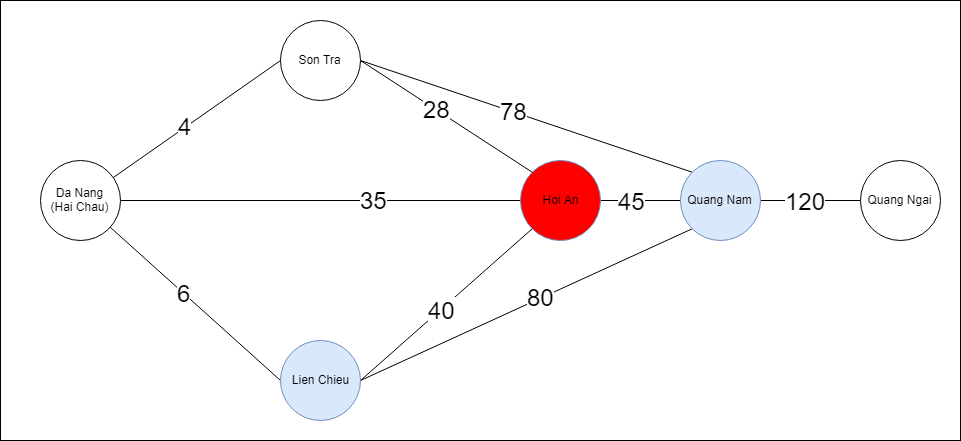 Son Tra
28
78
4
Da Nang
(Hai Chau)
35
Hoi An
45
Quang Nam
120
Quang Ngai
6
40
80
Lien Chieu